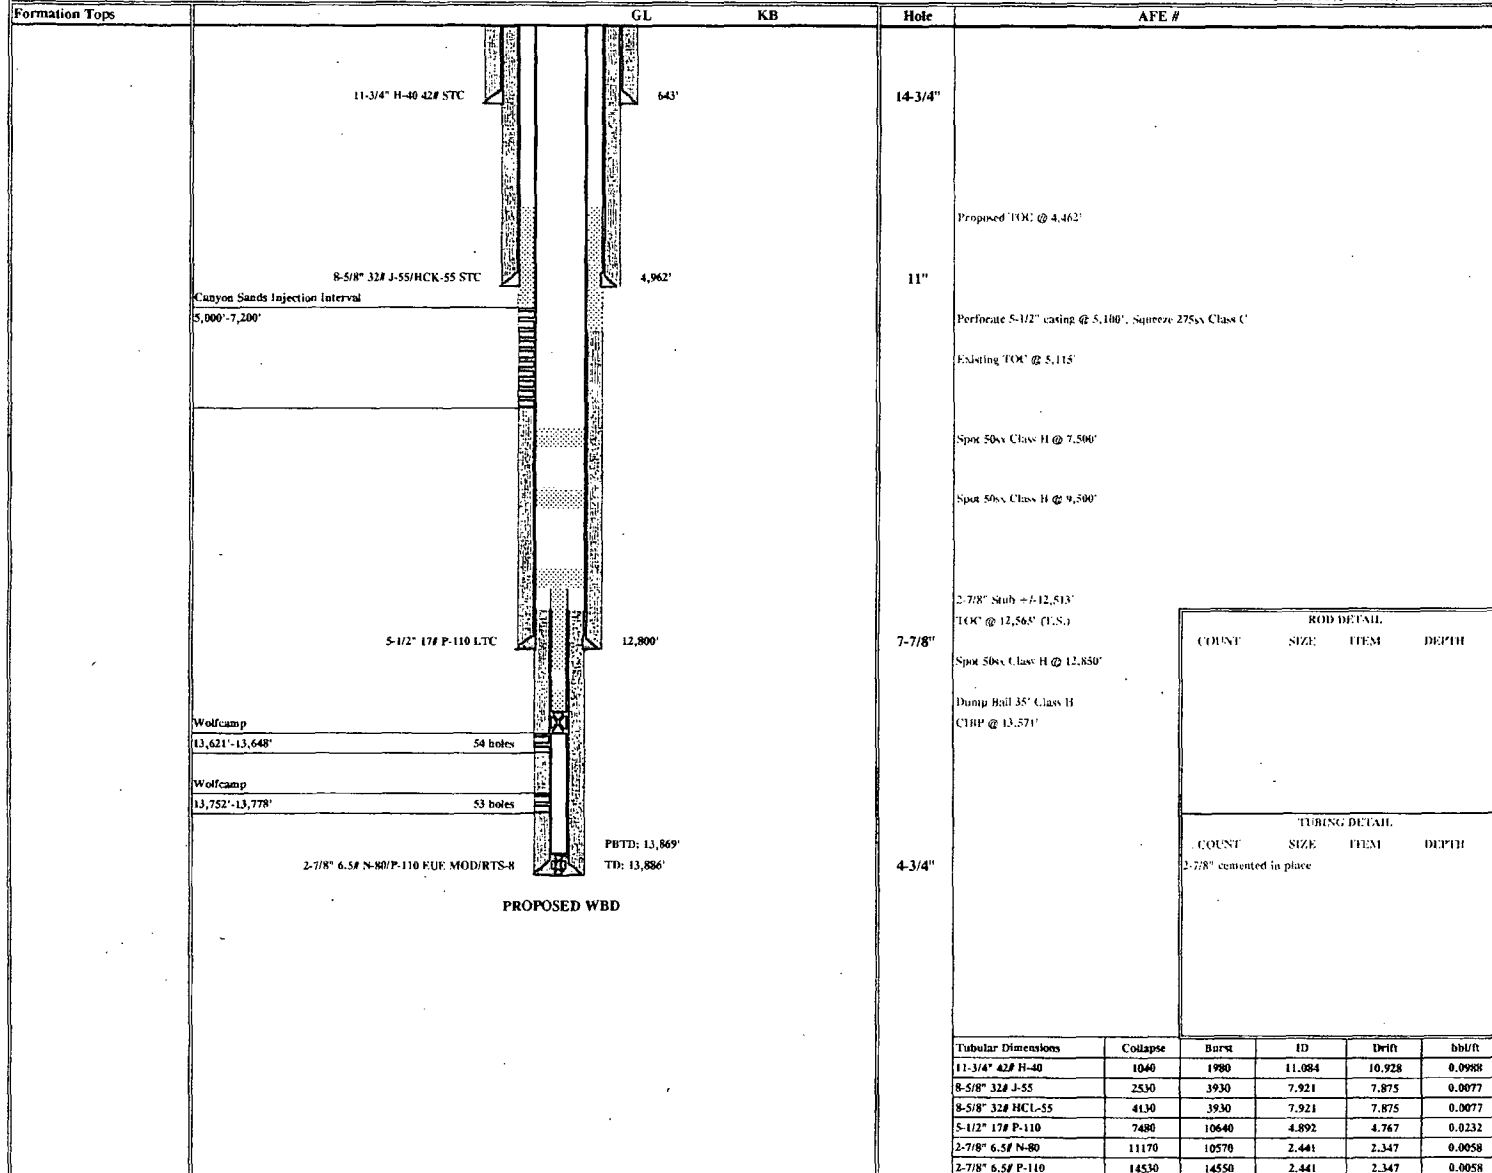 Formation Tops GL KB Hole AFE #
11-3/4" H-40 42# STC 643' 14-3/4"
Proposed TOC @ 4,462'
8-5/8" 32# J-55/HCK-55 STC 4,962' 11"
Canyon Sands Injection Interval
5,000'-7,200'
Perforate 5-1/2" casing @ 5,100', Squeeze 275sx Class C
Existing TOC @ 5,115'
Spot 50sx Class H @ 7,500'
Spot 50sx Class H @ 9,500'
2-7/8" Stub +/-12,513'
TOC @ 12,563' (T.S.)
5-1/2" 17# P-110 LTC 12,800' 7-7/8"
Spot 50sx Class H @ 12,850'
Dump Bail 35' Class H
CIBP @ 13,571'
Wolfcamp
13,621'-13,648' 54 holes
Wolfcamp
13,752'-13,778' 53 holes
PBTD: 13,869'
2-7/8" 6.5# N-80/P-110 EUE MOD/RTS-8 TD: 13,886' 4-3/4"
PROPOSED WBD
ROD DETAIL
COUNT SIZE ITEM DEPTH
TUBING DETAIL
COUNT SIZE ITEM DEPTH
2-7/8" cemented in place
Tubular Dimensions Collapse Burst ID Drift bbl/ft
11-3/4" 42# H-40 1040 1980 11.084 10.928 0.0988
8-5/8" 32# J-55 2530 3930 7.921 7.875 0.0077
8-5/8" 32# HCL-55 4130 3930 7.921 7.875 0.0077
5-1/2" 17# P-110 7480 10640 4.892 4.767 0.0232
2-7/8" 6.5# N-80 11170 10570 2.441 2.347 0.0058
2-7/8" 6.5# P-110 14530 14550 2.441 2.347 0.0058